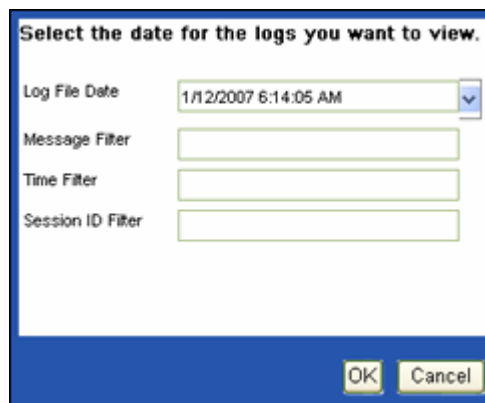 Select the date for the logs you want to view.
Log File Date 1/12/2007 6:14:05 AM
Message Filter
Time Filter
Session ID Filter
OK Cancel